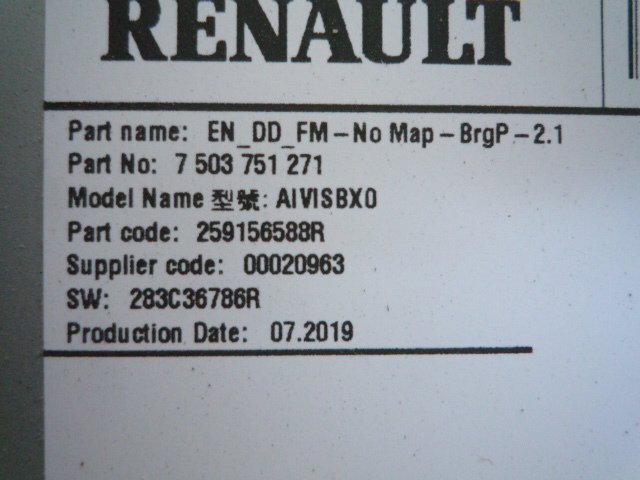 RENAULT
Part name: EN_DD_FM-No Map-BrgP-2.1
Part No: 7 503 751 271
Model Name 型號: AIVISBX0
Part code: 259156588R
Supplier code: 00020963
SW: 283C36786R
Production Date: 07.2019